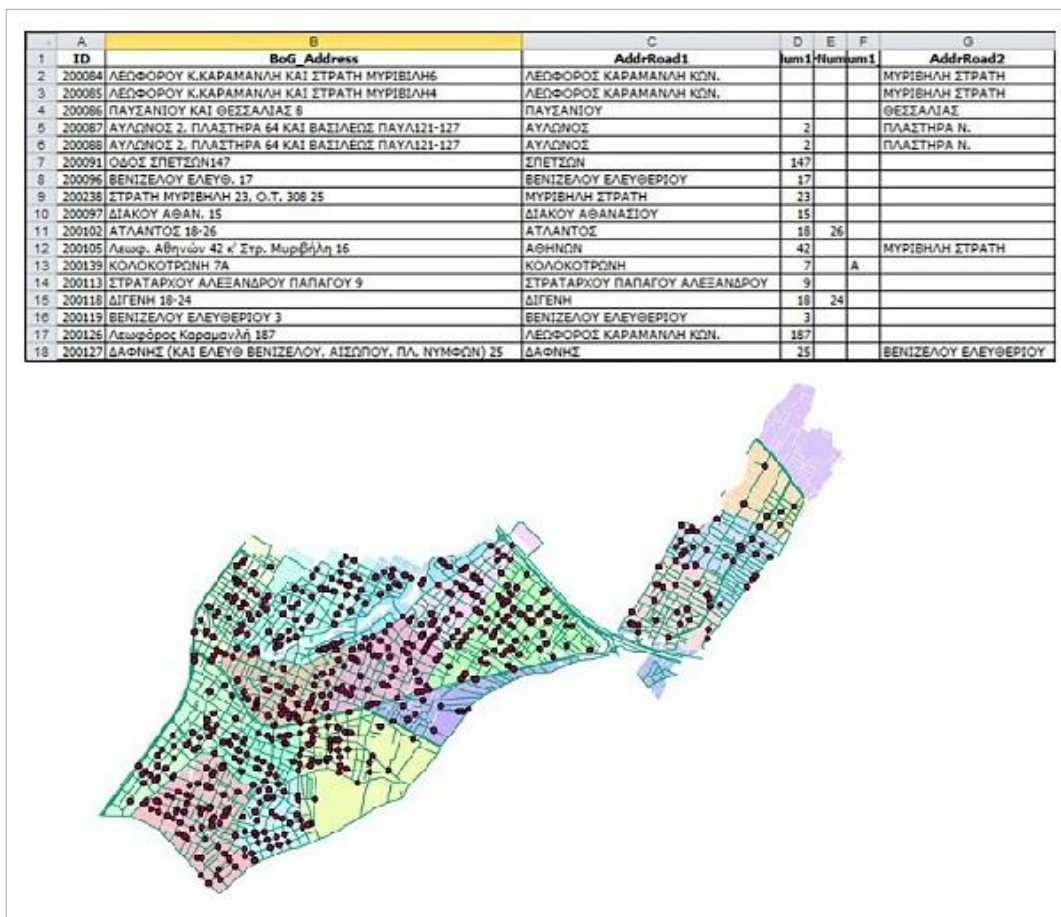 A B C D E F G
1 ID BoG_Address AddrRoad1 lum1 Num um1 AddrRoad2
2 200084 ΛΕΩΦΟΡΟΥ Κ.ΚΑΡΑΜΑΝΛΗ ΚΑΙ ΣΤΡΑΤΗ ΜΥΡΙΒΙΛΗ6 ΛΕΩΦΟΡΟΣ ΚΑΡΑΜΑΝΛΗ ΚΩΝ. ΜΥΡΙΒΗΛΗ ΣΤΡΑΤΗ
3 200085 ΛΕΩΦΟΡΟΥ Κ.ΚΑΡΑΜΑΝΛΗ ΚΑΙ ΣΤΡΑΤΗ ΜΥΡΙΒΙΛΗ4 ΛΕΩΦΟΡΟΣ ΚΑΡΑΜΑΝΛΗ ΚΩΝ. ΜΥΡΙΒΗΛΗ ΣΤΡΑΤΗ
4 200086 ΠΑΥΣΑΝΙΟΥ ΚΑΙ ΘΕΣΣΑΛΙΑΣ 8 ΠΑΥΣΑΝΙΟΥ ΘΕΣΣΑΛΙΑΣ
5 200087 ΑΥΛΩΝΟΣ 2, ΠΛΑΣΤΗΡΑ 64 ΚΑΙ ΒΑΣΙΛΕΩΣ ΠΑΥΛ121-127 ΑΥΛΩΝΟΣ 2 ΠΛΑΣΤΗΡΑ Ν.
6 200088 ΑΥΛΩΝΟΣ 2, ΠΛΑΣΤΗΡΑ 64 ΚΑΙ ΒΑΣΙΛΕΩΣ ΠΑΥΛ121-127 ΑΥΛΩΝΟΣ 2 ΠΛΑΣΤΗΡΑ Ν.
7 200091 ΟΔΟΣ ΣΠΕΤΣΩΝ147 ΣΠΕΤΣΩΝ 147
8 200096 ΒΕΝΙΖΕΛΟΥ ΕΛΕΥΘ. 17 ΒΕΝΙΖΕΛΟΥ ΕΛΕΥΘΕΡΙΟΥ 17
9 200238 ΣΤΡΑΤΗ ΜΥΡΙΒΗΛΗ 23, Ο.Τ. 308 25 ΜΥΡΙΒΗΛΗ ΣΤΡΑΤΗ 23
10 200097 ΔΙΑΚΟΥ ΑΘΑΝ. 15 ΔΙΑΚΟΥ ΑΘΑΝΑΣΙΟΥ 15
11 200102 ΑΤΛΑΝΤΟΣ 18-26 ΑΤΛΑΝΤΟΣ 18 26
12 200105 Λεωφ. Αθηνών 42 κ' Στρ. Μυριβήλη 16 ΑΘΗΝΩΝ 42 ΜΥΡΙΒΗΛΗ ΣΤΡΑΤΗ
13 200139 ΚΟΛΟΚΟΤΡΩΝΗ 7Α ΚΟΛΟΚΟΤΡΩΝΗ 7 Α
14 200113 ΣΤΡΑΤΑΡΧΟΥ ΑΛΕΞΑΝΔΡΟΥ ΠΑΠΑΓΟΥ 9 ΣΤΡΑΤΑΡΧΟΥ ΠΑΠΑΓΟΥ ΑΛΕΞΑΝΔΡΟΥ 9
15 200118 ΔΙΓΕΝΗ 18-24 ΔΙΓΕΝΗ 18 24
16 200119 ΒΕΝΙΖΕΛΟΥ ΕΛΕΥΘΕΡΙΟΥ 3 ΒΕΝΙΖΕΛΟΥ ΕΛΕΥΘΕΡΙΟΥ 3
17 200126 Λεωφόρος Καραμανλή 187 ΛΕΩΦΟΡΟΣ ΚΑΡΑΜΑΝΛΗ ΚΩΝ. 187
18 200127 ΔΑΦΝΗΣ (ΚΑΙ ΕΛΕΥΘ ΒΕΝΙΖΕΛΟΥ, ΑΙΣΩΠΟΥ, ΠΛ. ΝΥΜΦΩΝ) 25 ΔΑΦΝΗΣ 25 ΒΕΝΙΖΕΛΟΥ ΕΛΕΥΘΕΡΙΟΥ